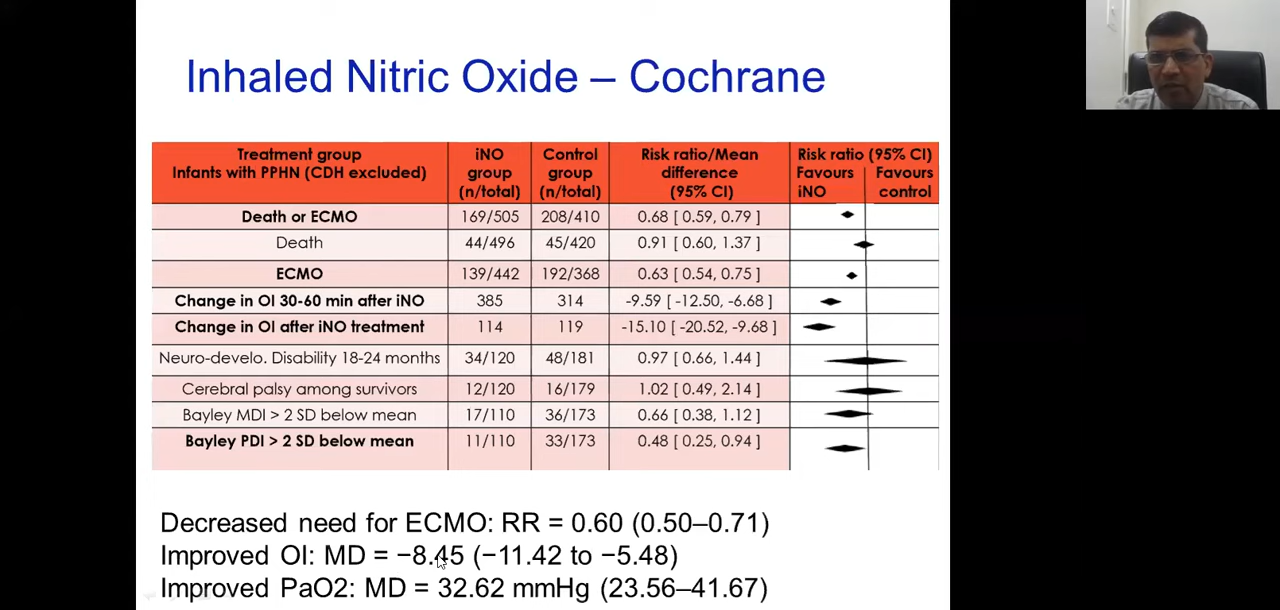 Inhaled Nitric Oxide – Cochrane
Treatment group
Infants with PPHN (CDH excluded)
iNO
group
(n/total)
Control
group
(n/total)
Risk ratio/Mean
difference
(95% CI)
Risk ratio (95% CI)
Favours
iNO
Favours
control
Death or ECMO 169/505 208/410 0.68 [ 0.59, 0.79 ]
Death 44/496 45/420 0.91 [ 0.60, 1.37 ]
ECMO 139/442 192/368 0.63 [ 0.54, 0.75 ]
Change in OI 30-60 min after iNO 385 314 -9.59 [ -12.50, -6.68 ]
Change in OI after iNO treatment 114 119 -15.10 [ -20.52, -9.68 ]
Neuro-develo. Disability 18-24 months 34/120 48/181 0.97 [ 0.66, 1.44 ]
Cerebral palsy among survivors 12/120 16/179 1.02 [ 0.49, 2.14 ]
Bayley MDI > 2 SD below mean 17/110 36/173 0.66 [ 0.38, 1.12 ]
Bayley PDI > 2 SD below mean 11/110 33/173 0.48 [ 0.25, 0.94 ]
Decreased need for ECMO: RR = 0.60 (0.50–0.71)
Improved OI: MD = −8.45 (−11.42 to −5.48)
Improved PaO2: MD = 32.62 mmHg (23.56–41.67)